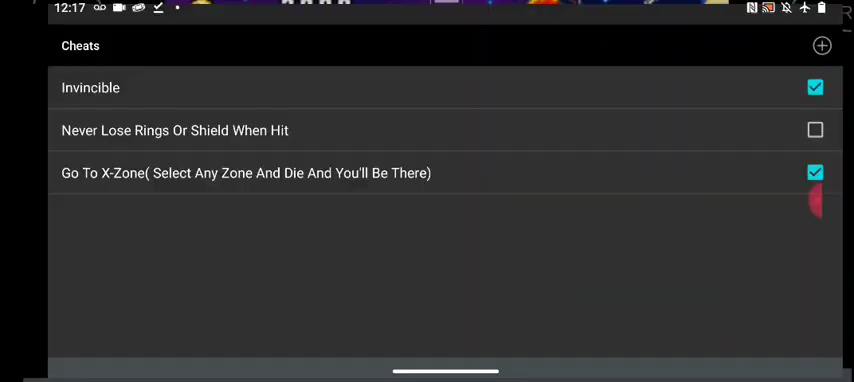 12:17
Cheats
Invincible
Never Lose Rings Or Shield When Hit
Go To X-Zone( Select Any Zone And Die And You'll Be There)